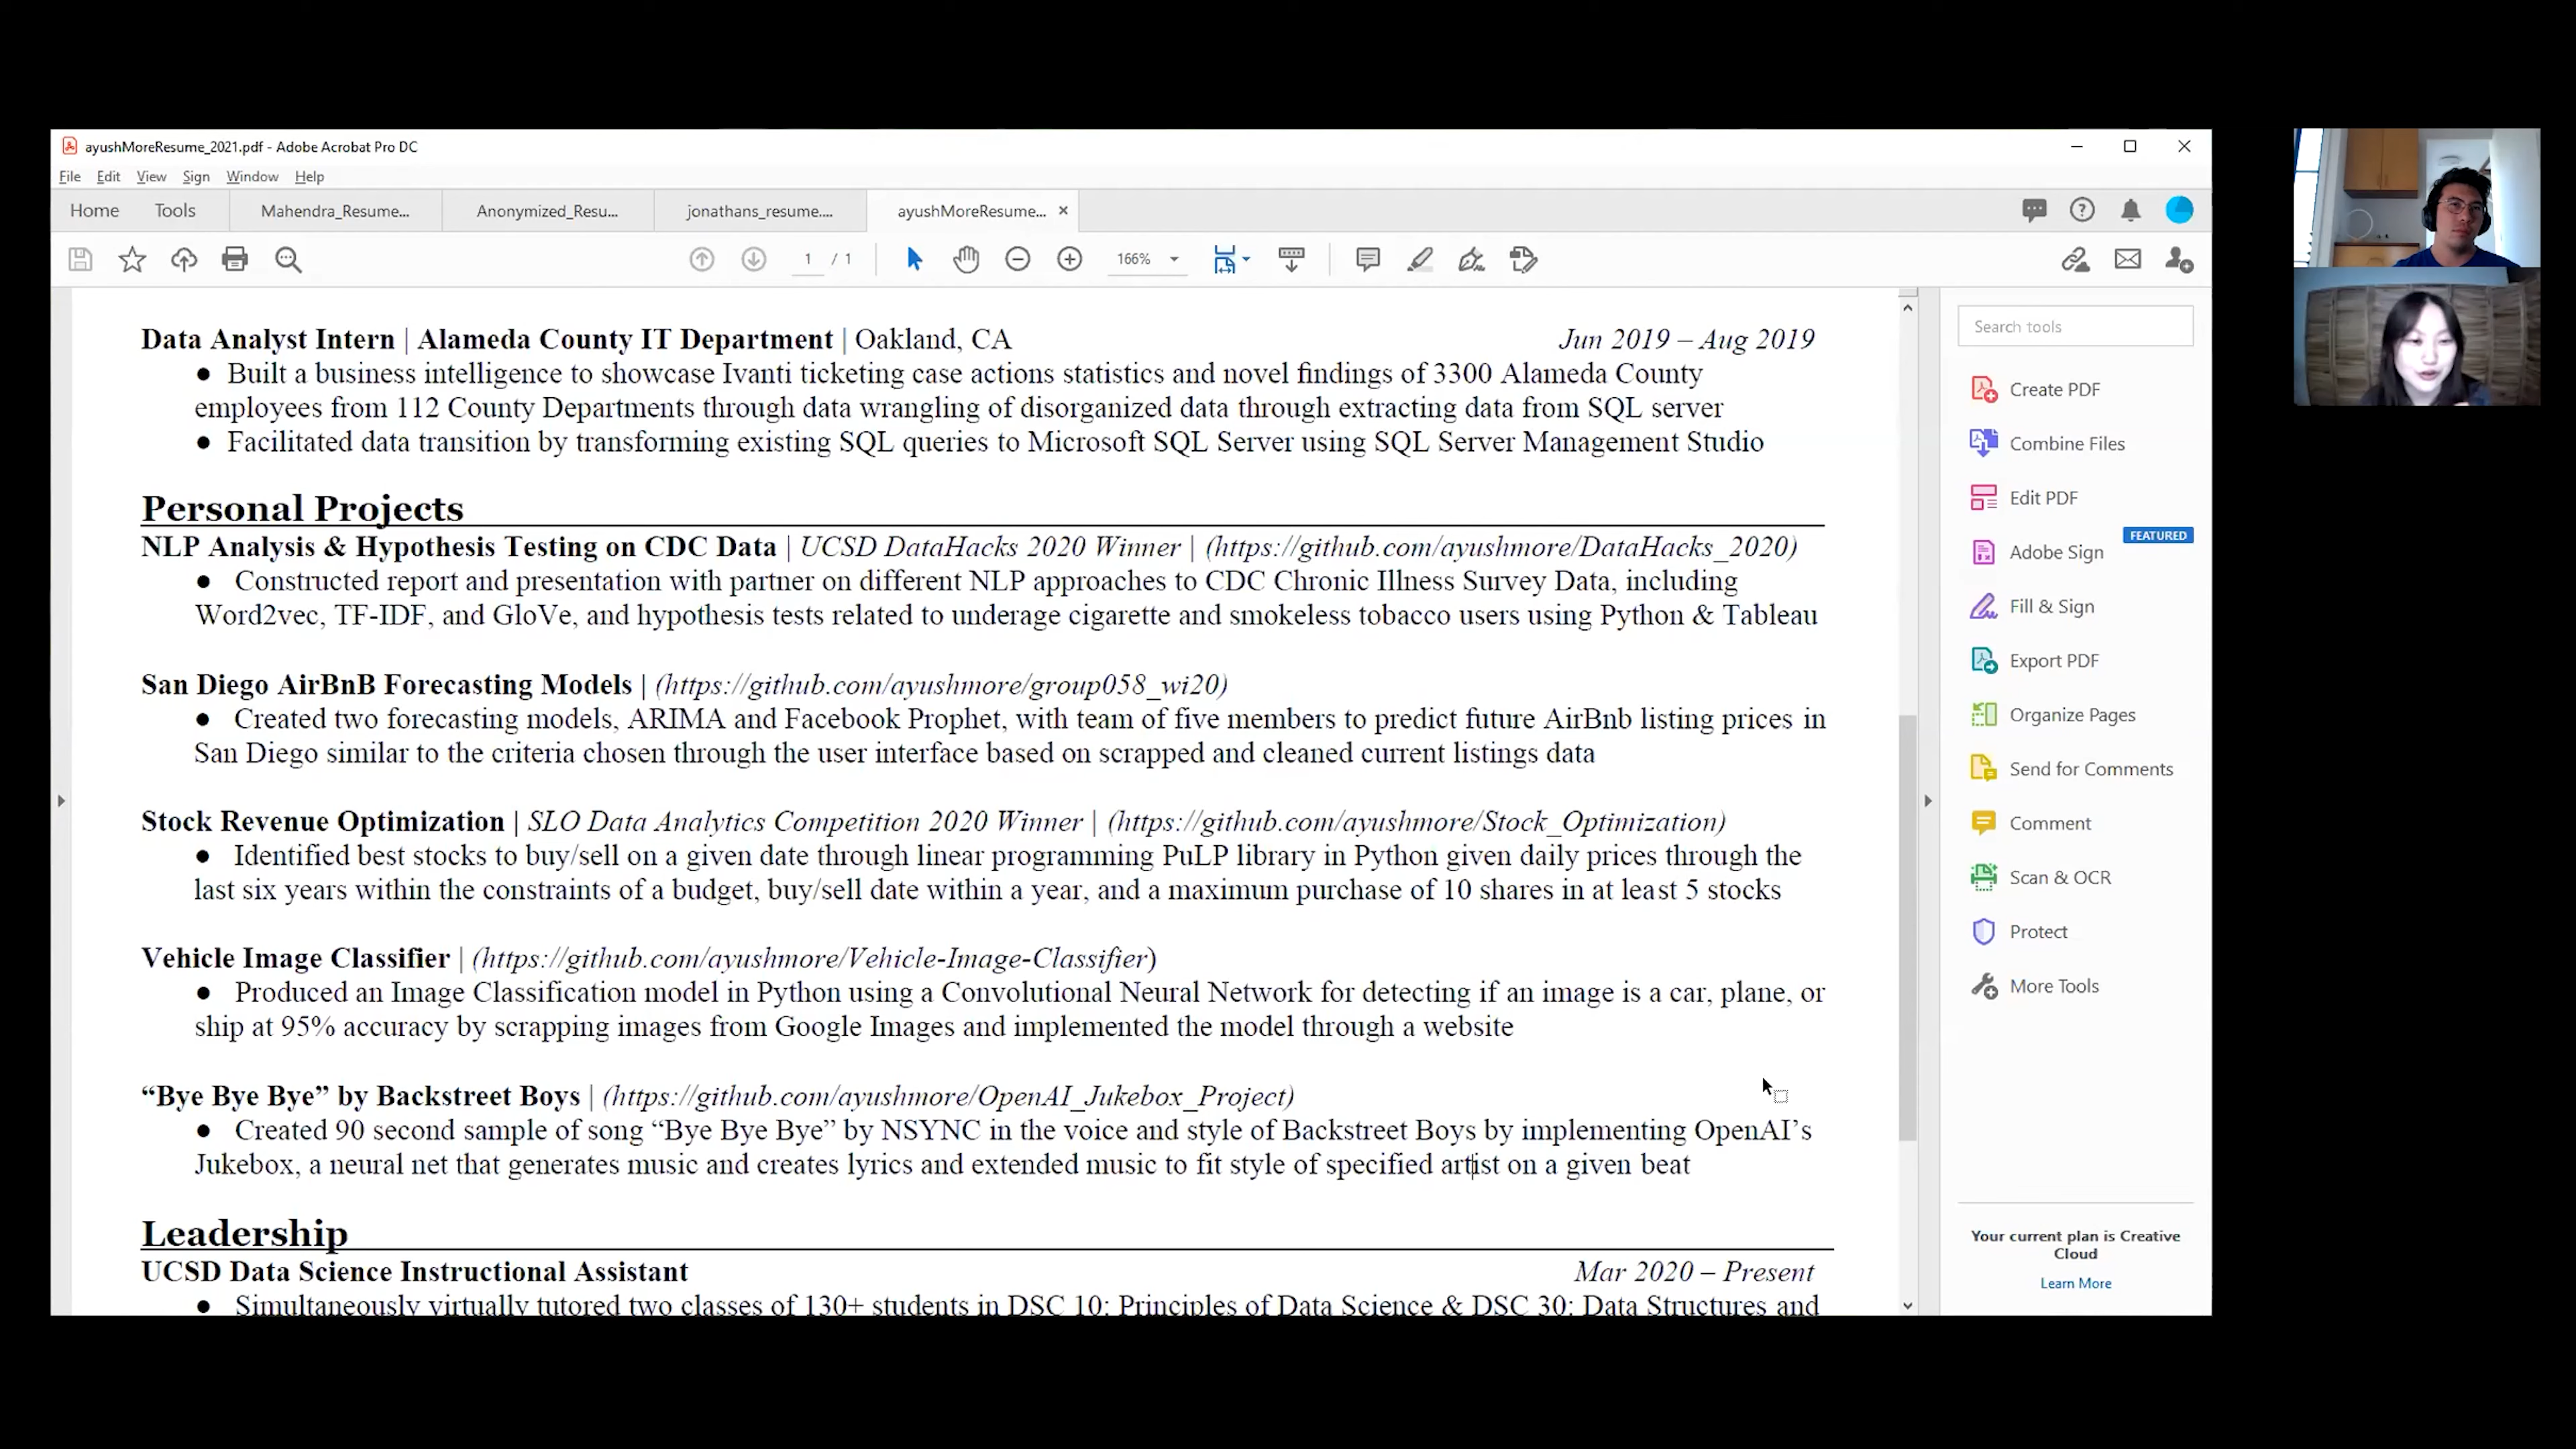 ayushMoreResume_2021.pdf - Adobe Acrobat Pro DC
File Edit View Sign Window Help
Home Tools Mahendra_Resume... Anonymized_Resu... jonathans_resume.... ayushMoreResume... ×
1 / 1 166%
Data Analyst Intern | Alameda County IT Department | Oakland, CA Jun 2019 – Aug 2019
● Built a business intelligence to showcase Ivanti ticketing case actions statistics and novel findings of 3300 Alameda County
employees from 112 County Departments through data wrangling of disorganized data through extracting data from SQL server
● Facilitated data transition by transforming existing SQL queries to Microsoft SQL Server using SQL Server Management Studio
Personal Projects
NLP Analysis & Hypothesis Testing on CDC Data | UCSD DataHacks 2020 Winner | (https://github.com/ayushmore/DataHacks_2020)
● Constructed report and presentation with partner on different NLP approaches to CDC Chronic Illness Survey Data, including
Word2vec, TF-IDF, and GloVe, and hypothesis tests related to underage cigarette and smokeless tobacco users using Python & Tableau
San Diego AirBnB Forecasting Models | (https://github.com/ayushmore/group058_wi20)
● Created two forecasting models, ARIMA and Facebook Prophet, with team of five members to predict future AirBnb listing prices in
San Diego similar to the criteria chosen through the user interface based on scrapped and cleaned current listings data
Stock Revenue Optimization | SLO Data Analytics Competition 2020 Winner | (https://github.com/ayushmore/Stock_Optimization)
● Identified best stocks to buy/sell on a given date through linear programming PuLP library in Python given daily prices through the
last six years within the constraints of a budget, buy/sell date within a year, and a maximum purchase of 10 shares in at least 5 stocks
Vehicle Image Classifier | (https://github.com/ayushmore/Vehicle-Image-Classifier)
● Produced an Image Classification model in Python using a Convolutional Neural Network for detecting if an image is a car, plane, or
ship at 95% accuracy by scrapping images from Google Images and implemented the model through a website
“Bye Bye Bye” by Backstreet Boys | (https://github.com/ayushmore/OpenAI_Jukebox_Project)
● Created 90 second sample of song “Bye Bye Bye” by NSYNC in the voice and style of Backstreet Boys by implementing OpenAI’s
Jukebox, a neural net that generates music and creates lyrics and extended music to fit style of specified artist on a given beat
Leadership
UCSD Data Science Instructional Assistant Mar 2020 – Present
● Simultaneously virtually tutored two classes of 130+ students in DSC 10: Principles of Data Science & DSC 30: Data Structures and
Search tools
Create PDF
Combine Files
Edit PDF
FEATURED
Adobe Sign
Fill & Sign
Export PDF
Organize Pages
Send for Comments
Comment
Scan & OCR
Protect
More Tools
Your current plan is Creative
Cloud
Learn More